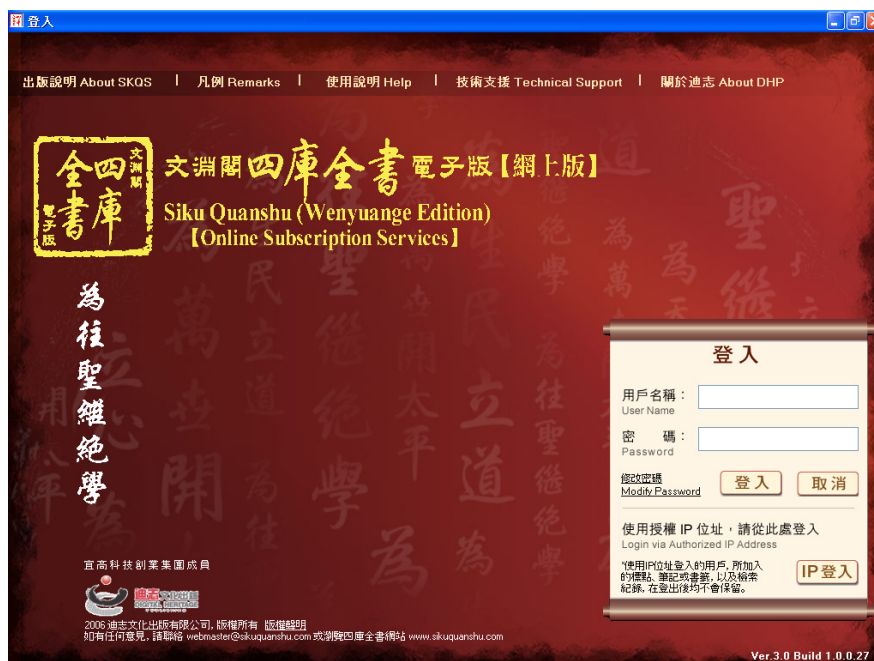 登入
出版說明 About SKQS | 凡例 Remarks | 使用說明 Help | 技術支援 Technical Support | 關於迪志 About DHP
文淵閣
四庫全書
電子版
文淵閣四庫全書電子版【網上版】
Siku Quanshu (Wenyuange Edition)
【Online Subscription Services】
為往聖繼絕學
登入
用戶名稱：
User Name
密 碼：
Password
修改密碼
Modify Password
登入
取消
使用授權 IP 位址，請從此處登入
Login via Authorized IP Address
*使用IP位址登入的用戶, 所加入
的標點、筆記或書籤, 以及檢索
紀錄, 在登出後均不會保留。
IP登入
宜高科技創業集團成員
迪志文化出版
DIGITAL HERITAGE
2006 迪志文化出版有限公司, 版權所有 版權聲明
如有任何意見, 請聯絡 webmaster@sikuquanshu.com 或瀏覽四庫全書網站 www.sikuquanshu.com
Ver.3.0 Build 1.0.0.27